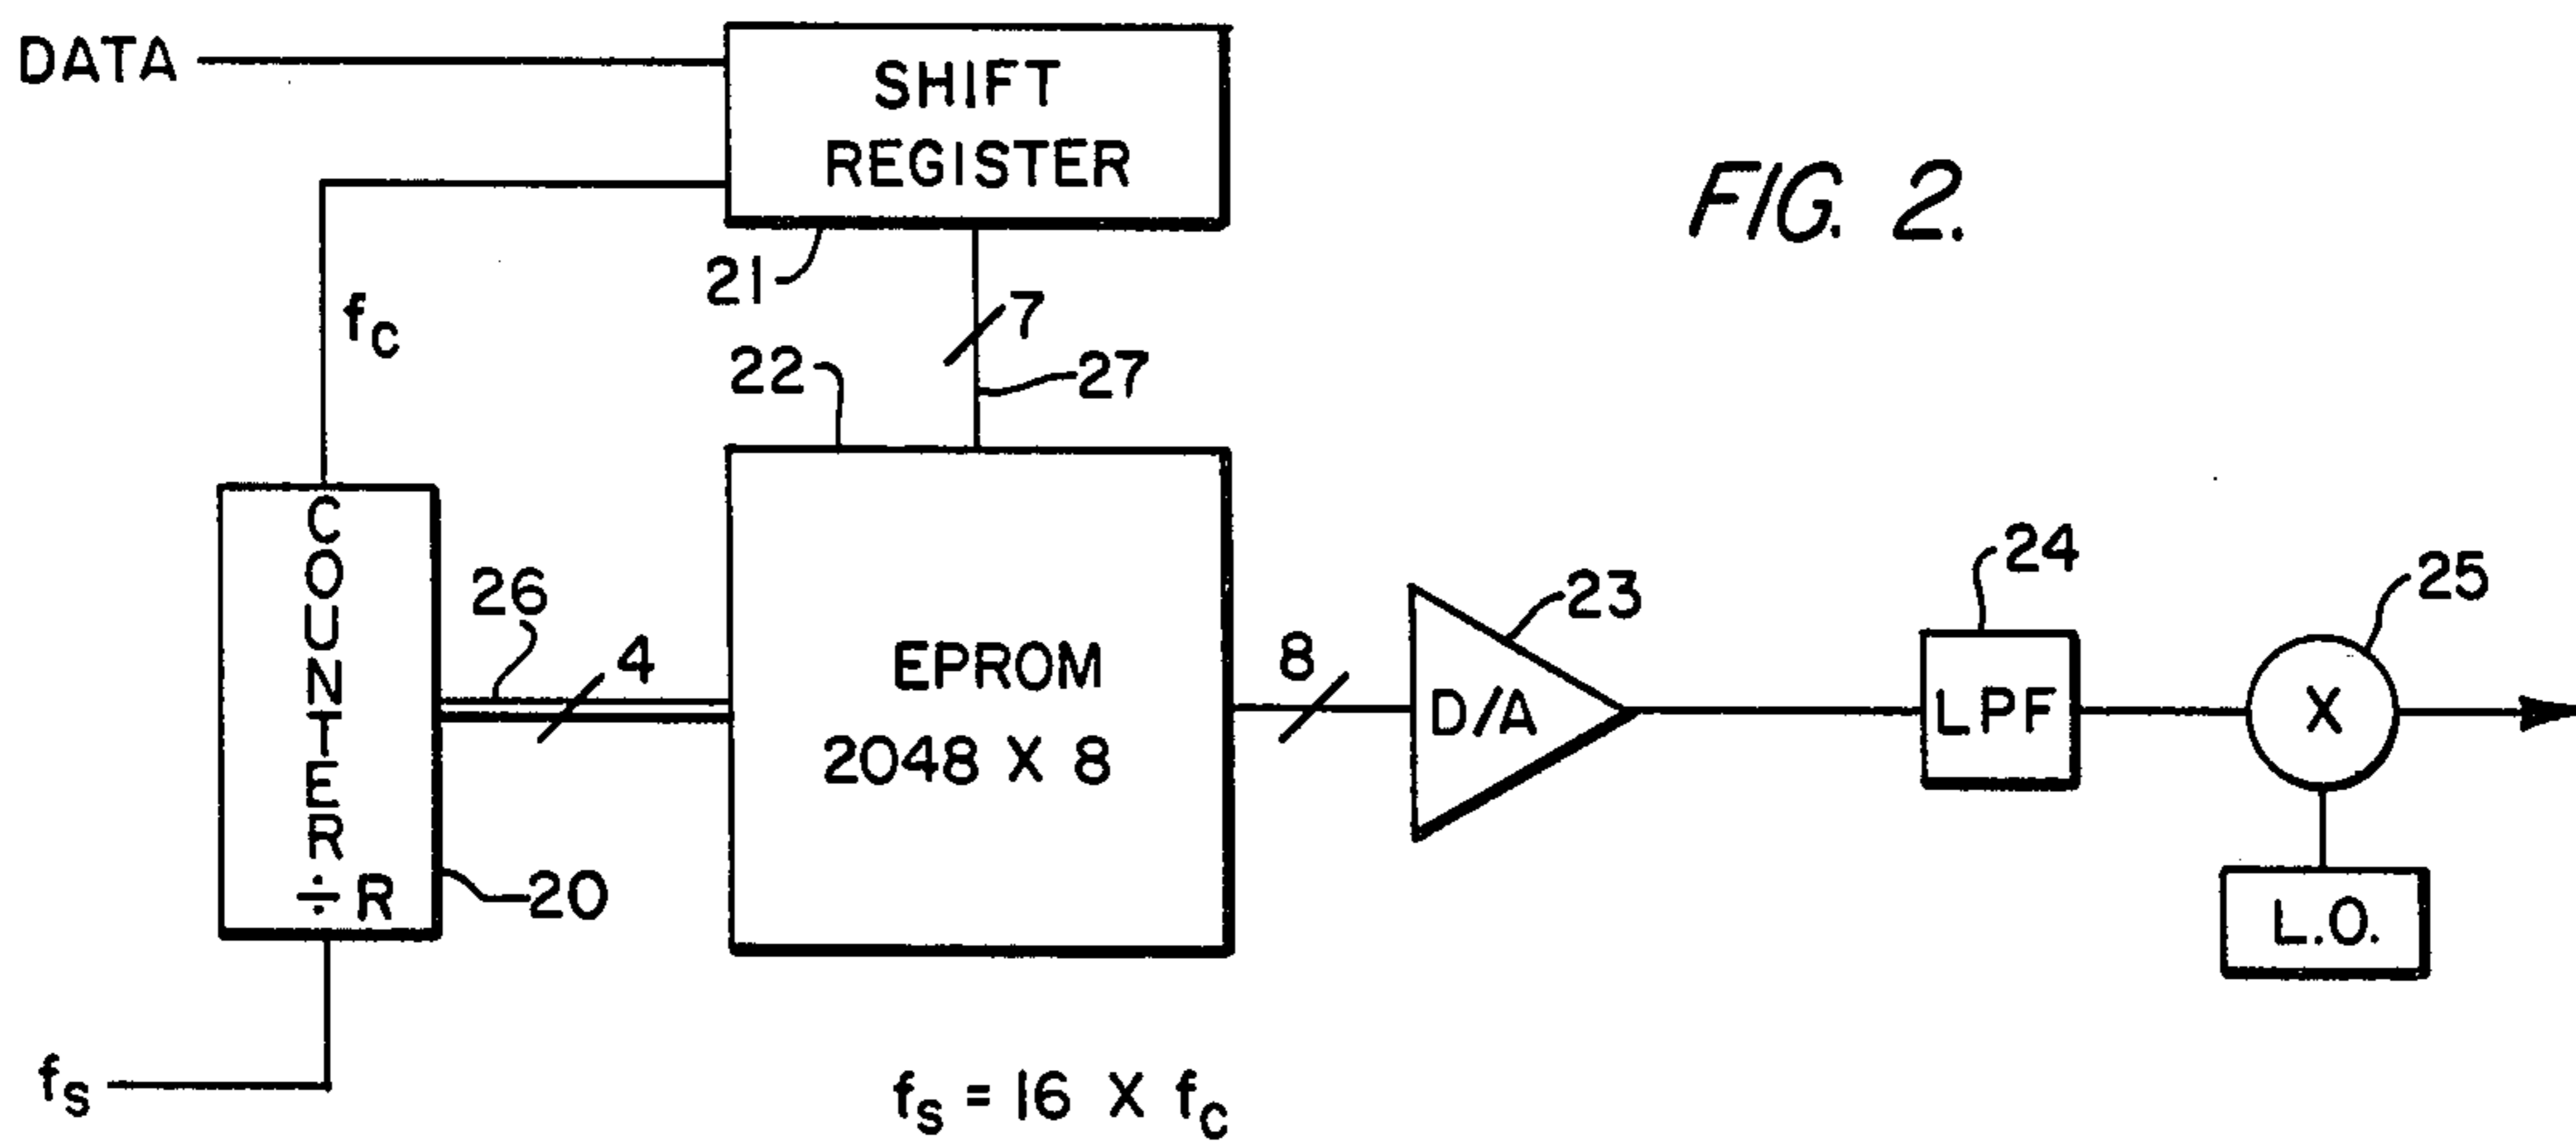 DATA
SHIFT
REGISTER
FIG. 2.
21
7
fc
22
27
COUNTER
÷ R
26
4
20
EPROM
2048 X 8
8
D/A
23
24
LPF
25
X
L.O.
fs
fs = 16 X fc